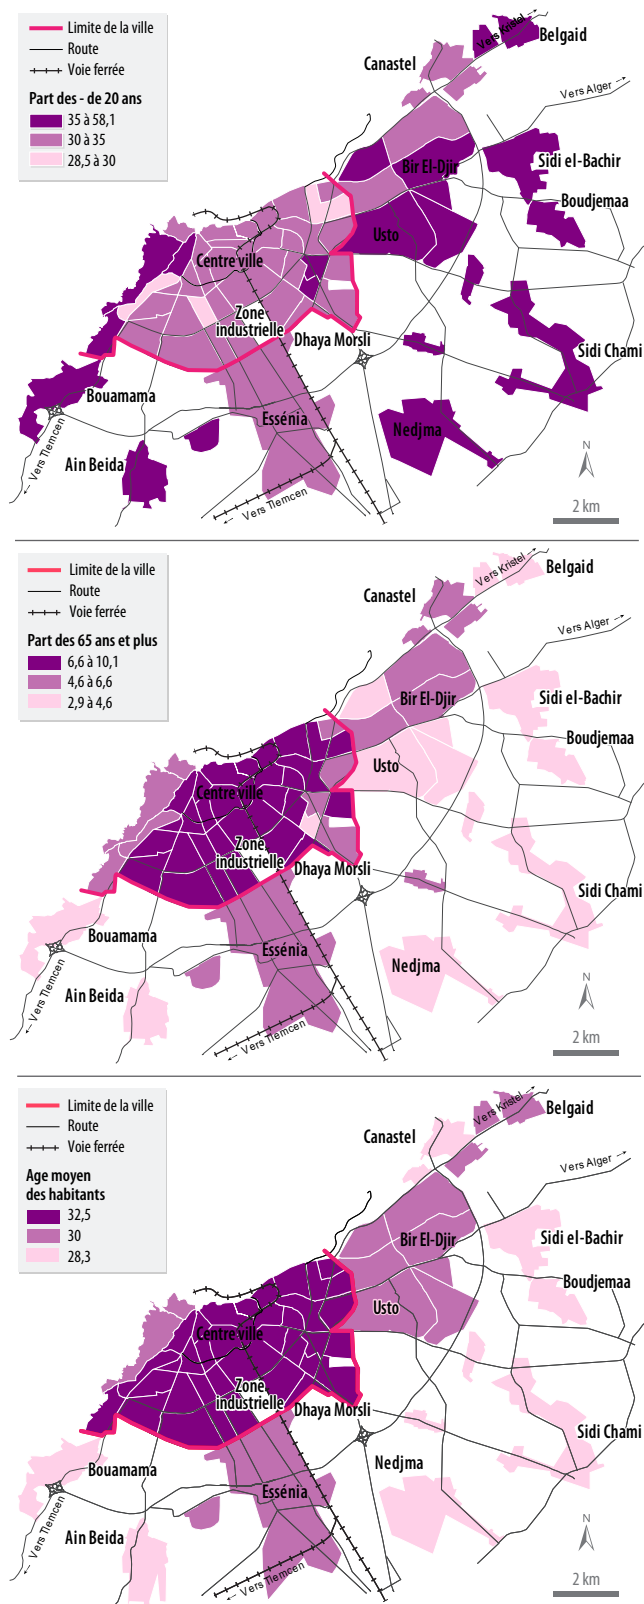 Limite de la ville
Route
Voie ferrée
Part des - de 20 ans
35 à 58,1
30 à 35
28,5 à 30
Vers Kristel
Belgaid
Canastel
Vers Alger
Bir El-Djir
Sidi el-Bachir
Boudjemaa
Usto
Centre ville
Zone
industrielle
Dhaya Morsli
Sidi Chami
Bouamama
Essénia
Nedjma
Ain Beida
Vers Tlemcen
Vers Tlemcen
N
2 km
Limite de la ville
Route
Voie ferrée
Part des 65 ans et plus
6,6 à 10,1
4,6 à 6,6
2,9 à 4,6
Vers Kristel
Belgaid
Canastel
Vers Alger
Bir El-Djir
Sidi el-Bachir
Boudjemaa
Usto
Centre ville
Zone
industrielle
Dhaya Morsli
Sidi Chami
Bouamama
Essénia
Nedjma
Ain Beida
Vers Tlemcen
Vers Tlemcen
N
2 km
Limite de la ville
Route
Voie ferrée
Age moyen
des habitants
32,5
30
28,3
Vers Kristel
Belgaid
Canastel
Vers Alger
Bir El-Djir
Sidi el-Bachir
Boudjemaa
Usto
Centre ville
Zone
industrielle
Dhaya Morsli
Sidi Chami
Bouamama
Nedjma
Essénia
Ain Beida
Vers Tlemcen
Vers Tlemcen
N
2 km